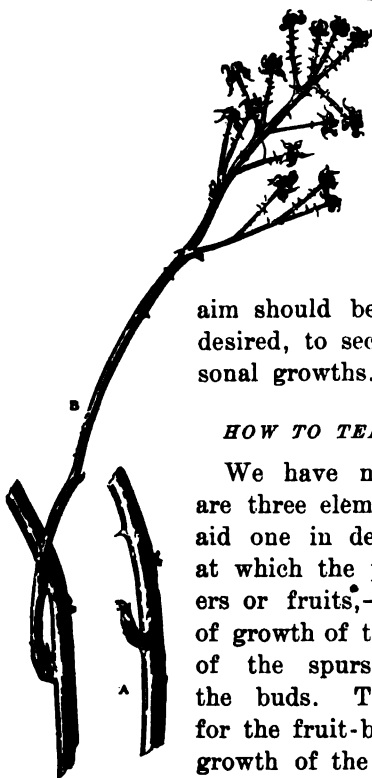 aim should be
desired, to sec
sonal growths.
B
HOW TO TEA
We have n
are three elem
aid one in de
at which the
ers or fruits,—
of growth of t
of the spurs
the buds. T
for the fruit-b
growth of the
A